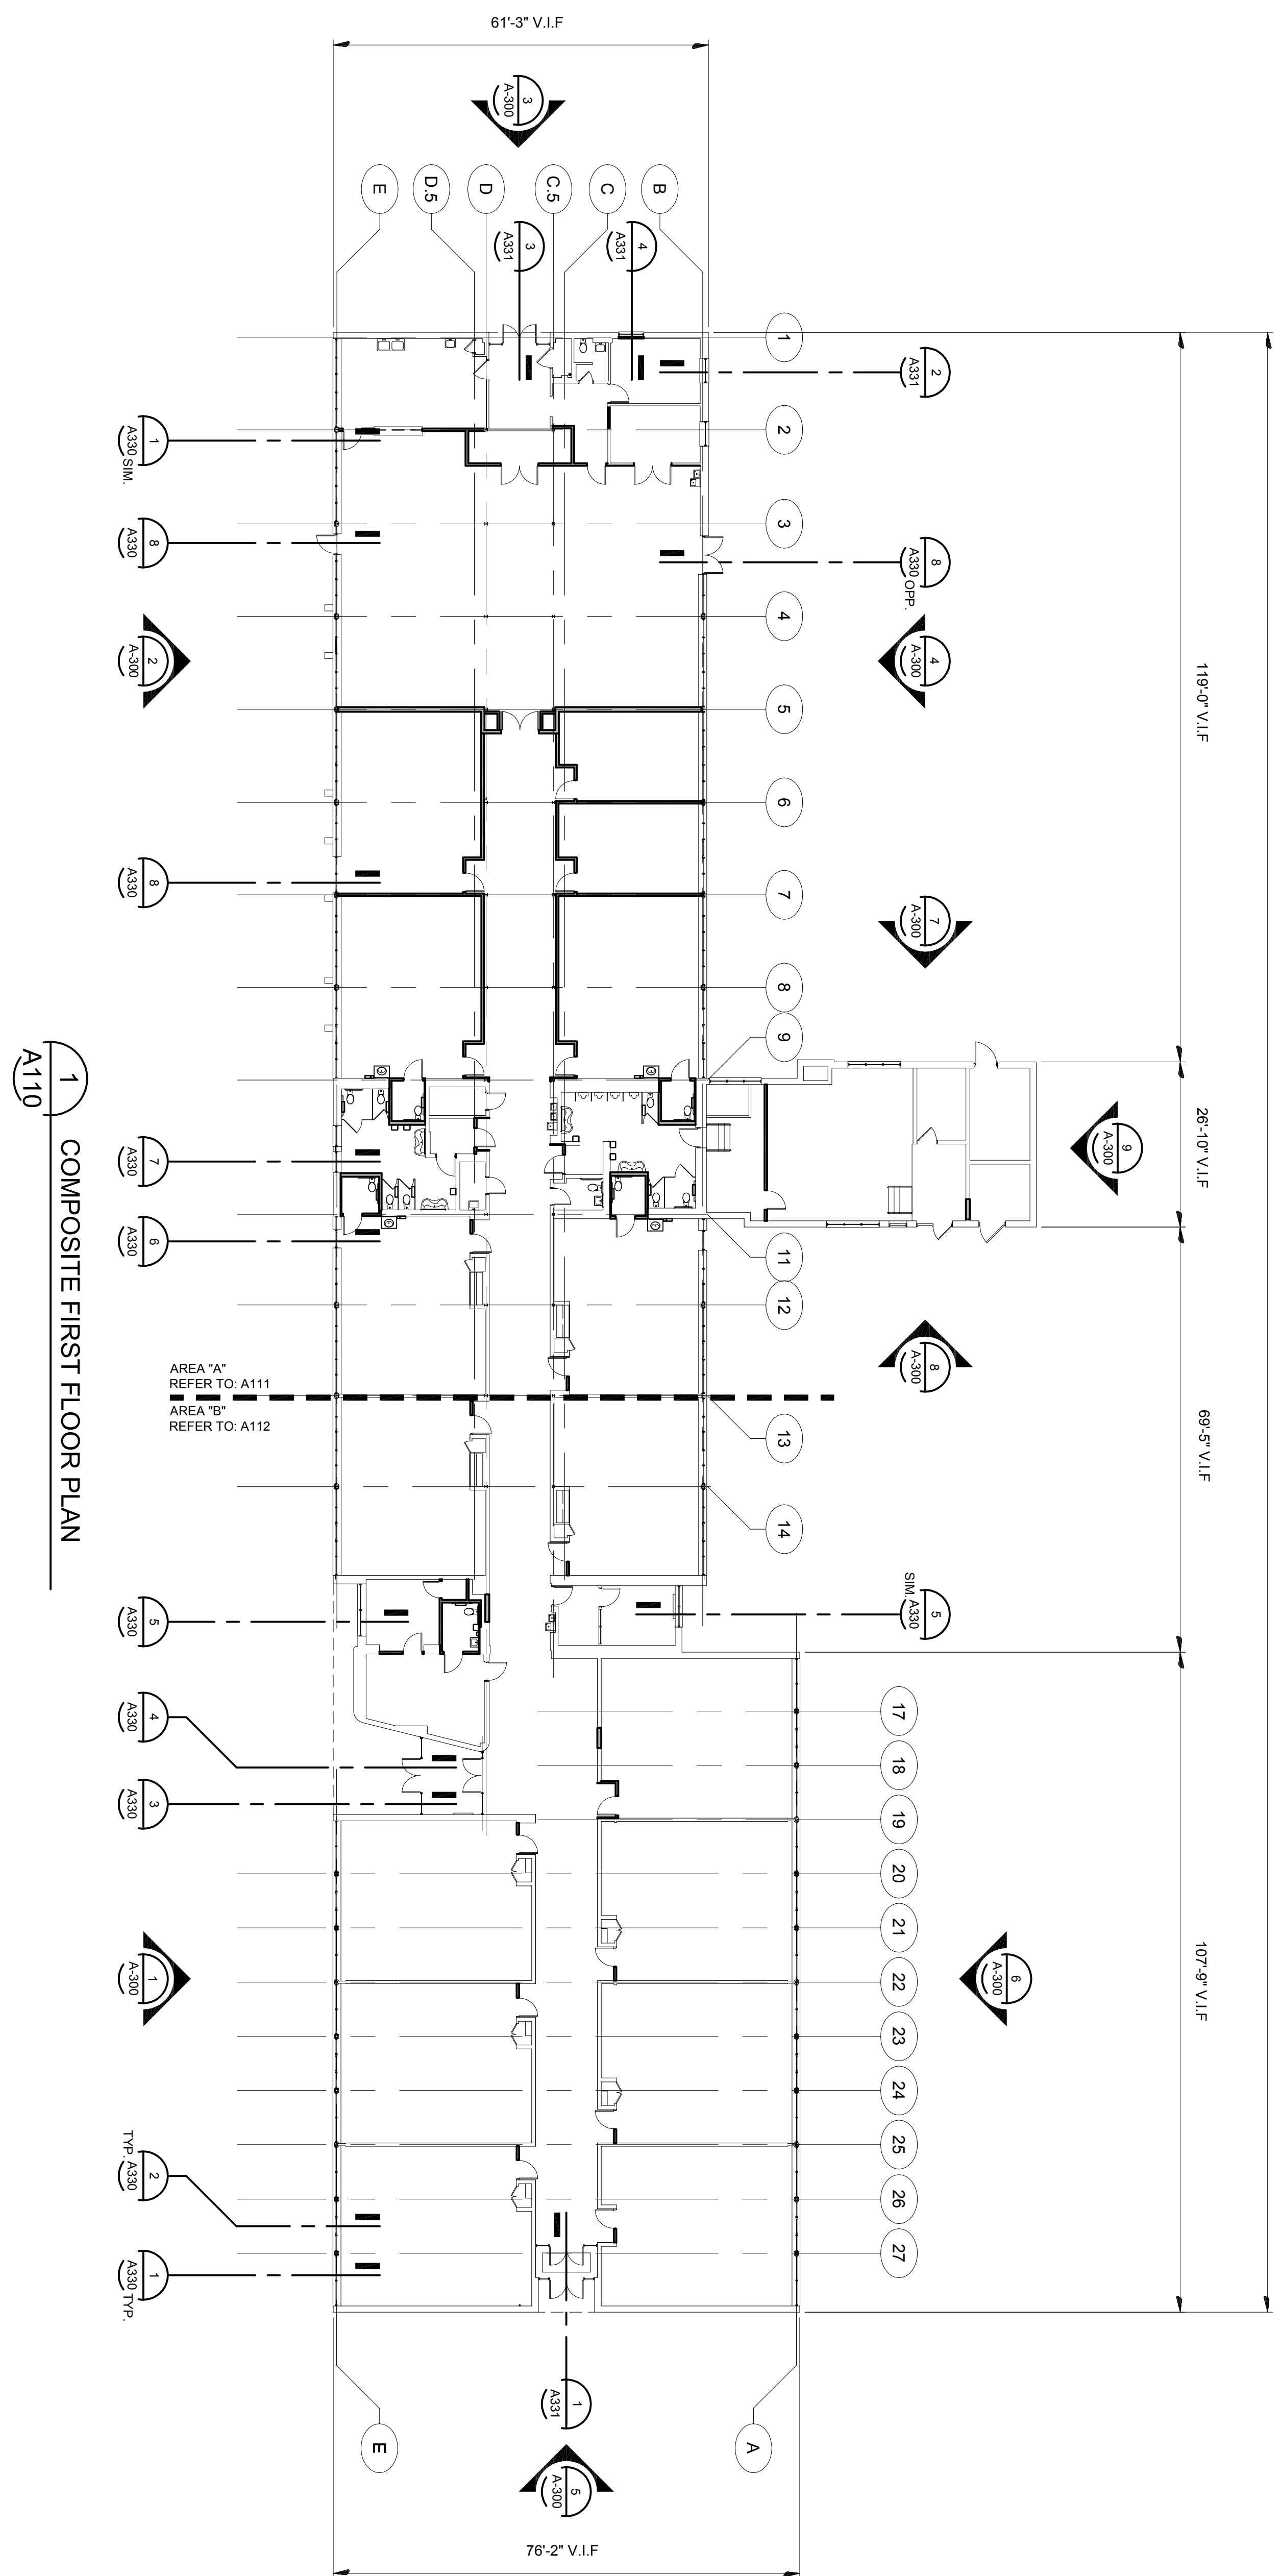 61'-3" V.I.F
3
A-300
E
D.5
D
C.5
C
B
3
A331
4
A331
1
2
A331
2
1
A330 SIM.
3
8
A330
8
A330 OPP.
4
2
A-300
4
A-300
119'-0" V.I.F
5
6
7
8
A330
7
A-300
8
9
7
A330
9
A-300
26'-10" V.I.F
6
A330
11
12
8
A-300
AREA "A"
REFER TO: A111
AREA "B"
REFER TO: A112
13
69'-5" V.I.F
14
5
A330
5
SIM. A330
4
A330
3
A330
17
18
19
20
21
22
23
24
25
26
27
1
A-300
6
A-300
107'-9" V.I.F
2
TYP. A330
1
A330 TYP.
1
A331
E
A
5
A-300
76'-2" V.I.F
1
A110
COMPOSITE FIRST FLOOR PLAN